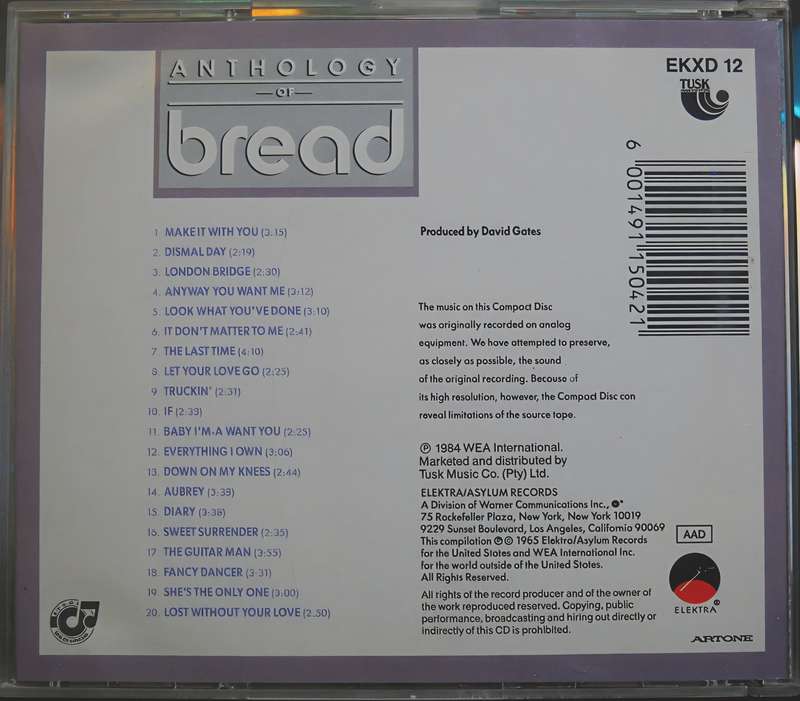 ANTHOLOGY
OF
bread
EKXD 12
TUSK
6 001491 150421
1 MAKE IT WITH YOU (3.15)
2. DISMAL DAY (2:19)
3. LONDON BRIDGE (2:30)
4. ANYWAY YOU WANT ME (3:12)
5. LOOK WHAT YOU'VE DONE (3:10)
6. IT DON'T MATTER TO ME (2:41)
7 THE LAST TIME (4:10)
8. LET YOUR LOVE GO (2:25)
9 TRUCKIN' (2:31)
10. IF (2:33)
11. BABY I'M-A WANT YOU (2:25)
12. EVERYTHING I OWN (3:06)
13. DOWN ON MY KNEES (2:44)
14. AUBREY (3:39)
15. DIARY (3:38)
16. SWEET SURRENDER (2:35)
17. THE GUITAR MAN (3:55)
18. FANCY DANCER (3:31)
19. SHE'S THE ONLY ONE (3:00)
20. LOST WITHOUT YOUR LOVE (2.50)
Produced by David Gates
The music on this Compact Disc
was originally recorded on analog
equipment. We have attempted to preserve,
as closely as possible, the sound
of the original recording. Because of
its high resolution, however, the Compact Disc can
reveal limitations of the source tape.
℗ 1984 WEA International.
Marketed and distributed by
Tusk Music Co. (Pty) Ltd.
ELEKTRA/ASYLUM RECORDS
A Division of Warner Communications Inc.,
75 Rockefeller Plaza, New York, New York 10019
9229 Sunset Boulevard, Los Angeles, California 90069
This compilation ℗ © 1965 Elektra/Asylum Records
for the United States and WEA International Inc.
for the world outside of the United States.
All Rights Reserved.
AAD
ELEKTRA®
All rights of the record producer and of the owner of
the work reproduced reserved. Copying, public
performance, broadcasting and hiring out directly or
indirectly of this CD is prohibited.
ARTONE